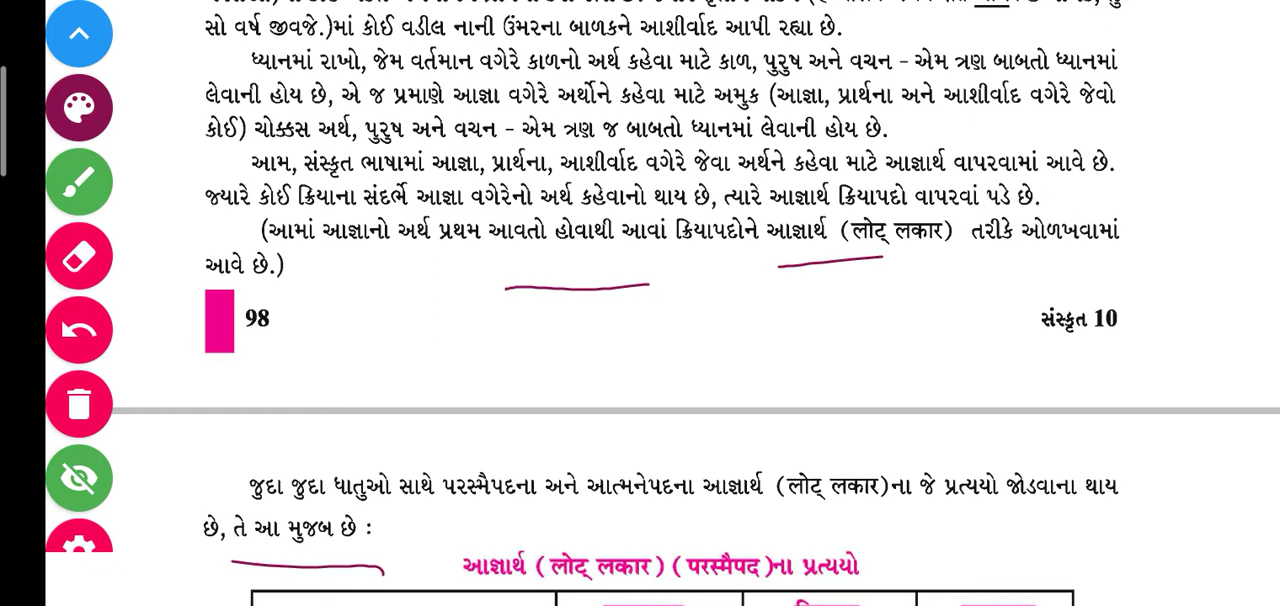 સો વર્ષ જીવજે.)માં કોઈ વડીલ નાની ઉંમરના બાળકને આશીર્વાદ આપી રહ્યા છે.
ધ્યાનમાં રાખો, જેમ વર્તમાન વગેરે કાળનો અર્થ કહેવા માટે કાળ, પુરુષ અને વચન - એમ ત્રણ બાબતો ધ્યાનમાં
લેવાની હોય છે, એ જ પ્રમાણે આજ્ઞા વગેરે અર્થોને કહેવા માટે અમુક (આજ્ઞા, પ્રાર્થના અને આશીર્વાદ વગેરે જેવો
કોઈ) ચોક્કસ અર્થ, પુરુષ અને વચન - એમ ત્રણ જ બાબતો ધ્યાનમાં લેવાની હોય છે.
આમ, સંસ્કૃત ભાષામાં આજ્ઞા, પ્રાર્થના, આશીર્વાદ વગેરે જેવા અર્થને કહેવા માટે આજ્ઞાર્થ વાપરવામાં આવે છે.
જ્યારે કોઈ ક્રિયાના સંદર્ભે આજ્ઞા વગેરેનો અર્થ કહેવાનો થાય છે, ત્યારે આજ્ઞાર્થ ક્રિયાપદો વાપરવાં પડે છે.
(આમાં આજ્ઞાનો અર્થ પ્રથમ આવતો હોવાથી આવાં ક્રિયાપદોને આજ્ઞાર્થ (लोट् लकार) તરીકે ઓળખવામાં
આવે છે.)
98 સંસ્કૃત 10
જુદા જુદા ધાતુઓ સાથે પરસ્મૈપદના અને આત્મનેપદના આજ્ઞાર્થ (लोट् लकार)ના જે પ્રત્યયો જોડવાના થાય
છે, તે આ મુજબ છે :
આજ્ઞાર્થ (लोट् लकार) (परस्मैपद)ના પ્રત્યયો